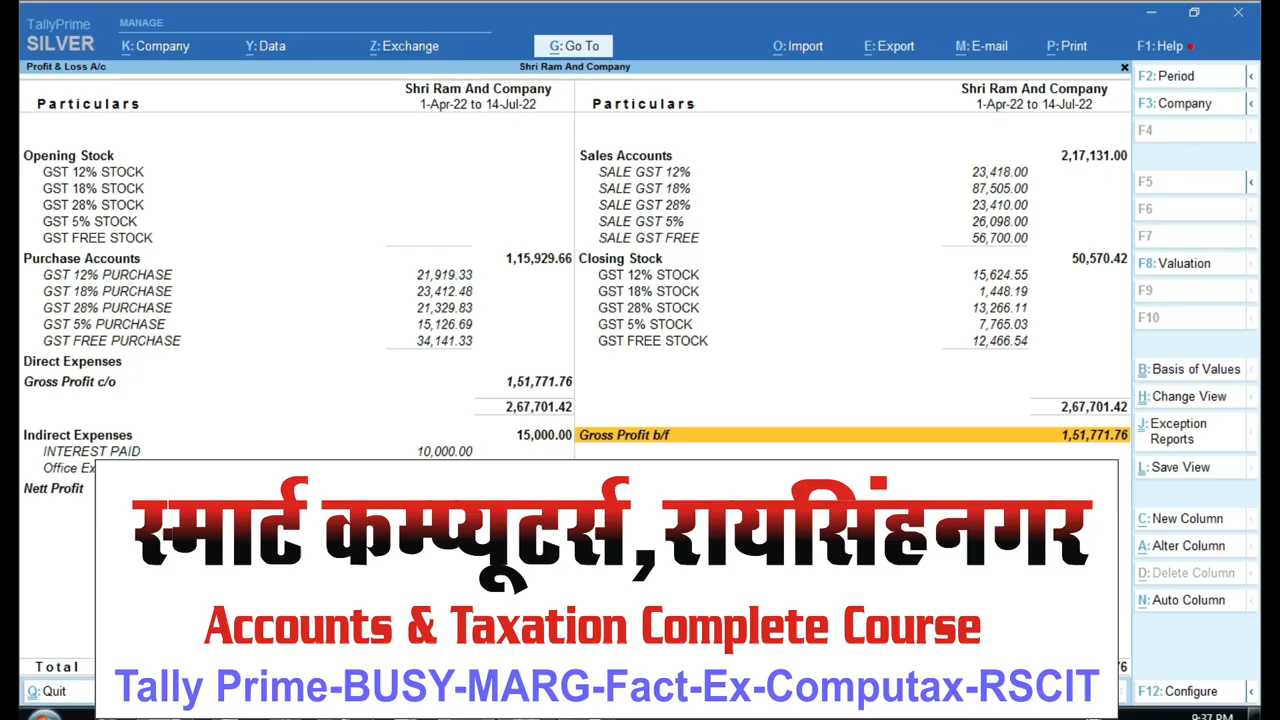 TallyPrime
MANAGE
SILVER
K: Company
Y: Data
Z: Exchange
G: Go To
O: Import
E: Export
M: E-mail
P: Print
F1: Help
Profit & Loss A/c
Shri Ram And Company
Particulars
Shri Ram And Company
1-Apr-22 to 14-Jul-22
Particulars
Shri Ram And Company
1-Apr-22 to 14-Jul-22
Opening Stock
GST 12% STOCK
GST 18% STOCK
GST 28% STOCK
GST 5% STOCK
GST FREE STOCK
Purchase Accounts 1,15,929.66
GST 12% PURCHASE 21,919.33
GST 18% PURCHASE 23,412.48
GST 28% PURCHASE 21,329.83
GST 5% PURCHASE 15,126.69
GST FREE PURCHASE 34,141.33
Direct Expenses
Gross Profit c/o 1,51,771.76
2,67,701.42
Indirect Expenses 15,000.00
INTEREST PAID 10,000.00
Office Ex
Nett Profit
Total
Sales Accounts 2,17,131.00
SALE GST 12% 23,418.00
SALE GST 18% 87,505.00
SALE GST 28% 23,410.00
SALE GST 5% 26,098.00
SALE GST FREE 56,700.00
Closing Stock 50,570.42
GST 12% STOCK 15,624.55
GST 18% STOCK 1,448.19
GST 28% STOCK 13,266.11
GST 5% STOCK 7,765.03
GST FREE STOCK 12,466.54
2,67,701.42
Gross Profit b/f 1,51,771.76
F2: Period
F3: Company
F4
F5
F6
F7
F8: Valuation
F9
F10
B: Basis of Values
H: Change View
J: Exception
Reports
L: Save View
C: New Column
A: Alter Column
D: Delete Column
N: Auto Column
F12: Configure
स्मार्ट कम्प्यूटर्स,रायसिंहनगर
Accounts & Taxation Complete Course
Tally Prime-BUSY-MARG-Fact-Ex-Computax-RSCIT
Q: Quit
9:37 PM